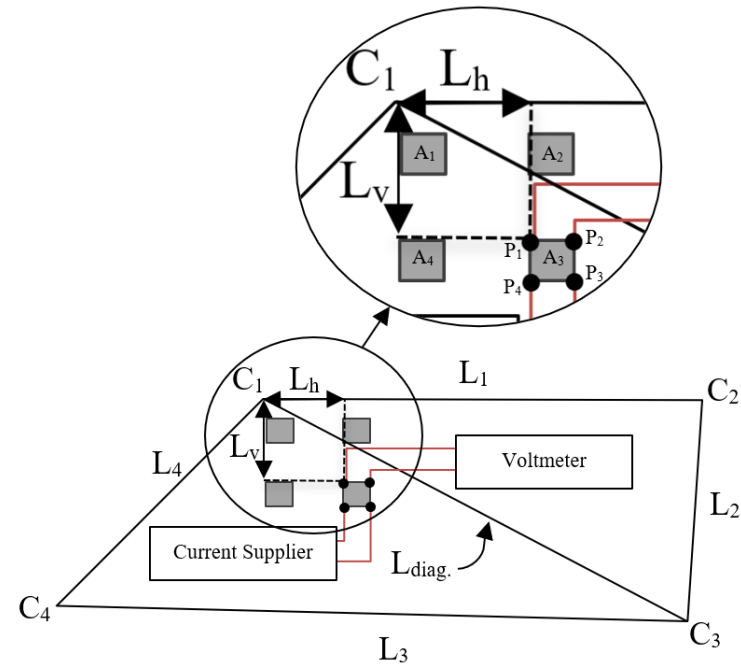 C₁ Lₕ
A₁ A₂
Lᵥ
P₁ P₂
A₄ A₃
P₄ P₃
L₁
C₁ Lₕ C₂
Lᵥ
L₄ Voltmeter
L₂
Current Supplier
L_diag.
C₄ C₃
L₃